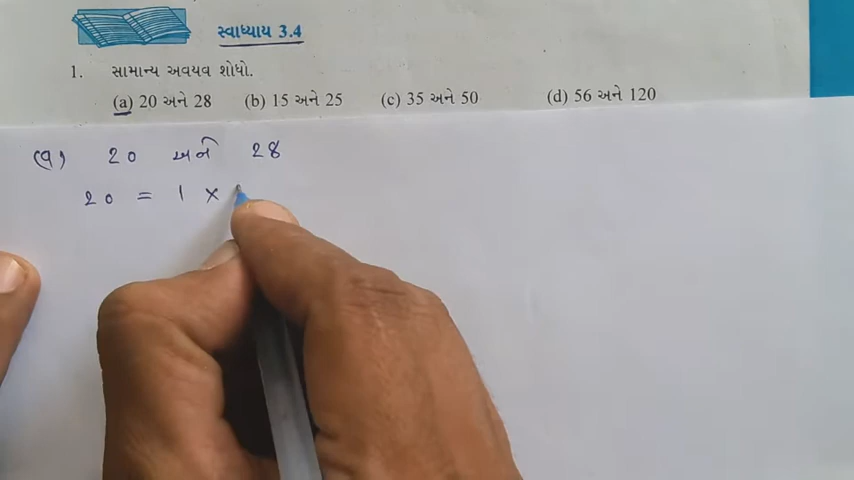 સ્વાધ્યાય 3.4
1. સામાન્ય અવયવ શોધો.
(a) 20 અને 28 (b) 15 અને 25 (c) 35 અને 50 (d) 56 અને 120
(a) 20 અને 28
20 = 1 ×